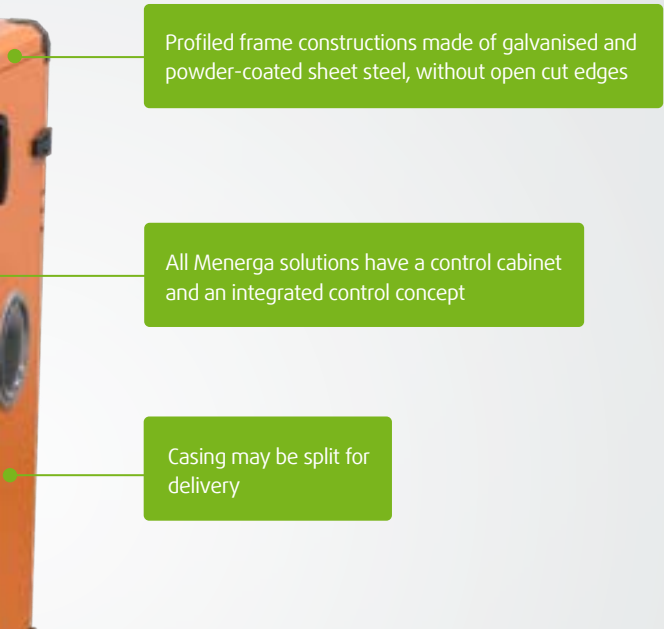 Profiled frame constructions made of galvanised and
powder-coated sheet steel, without open cut edges
All Menerga solutions have a control cabinet
and an integrated control concept
Casing may be split for
delivery